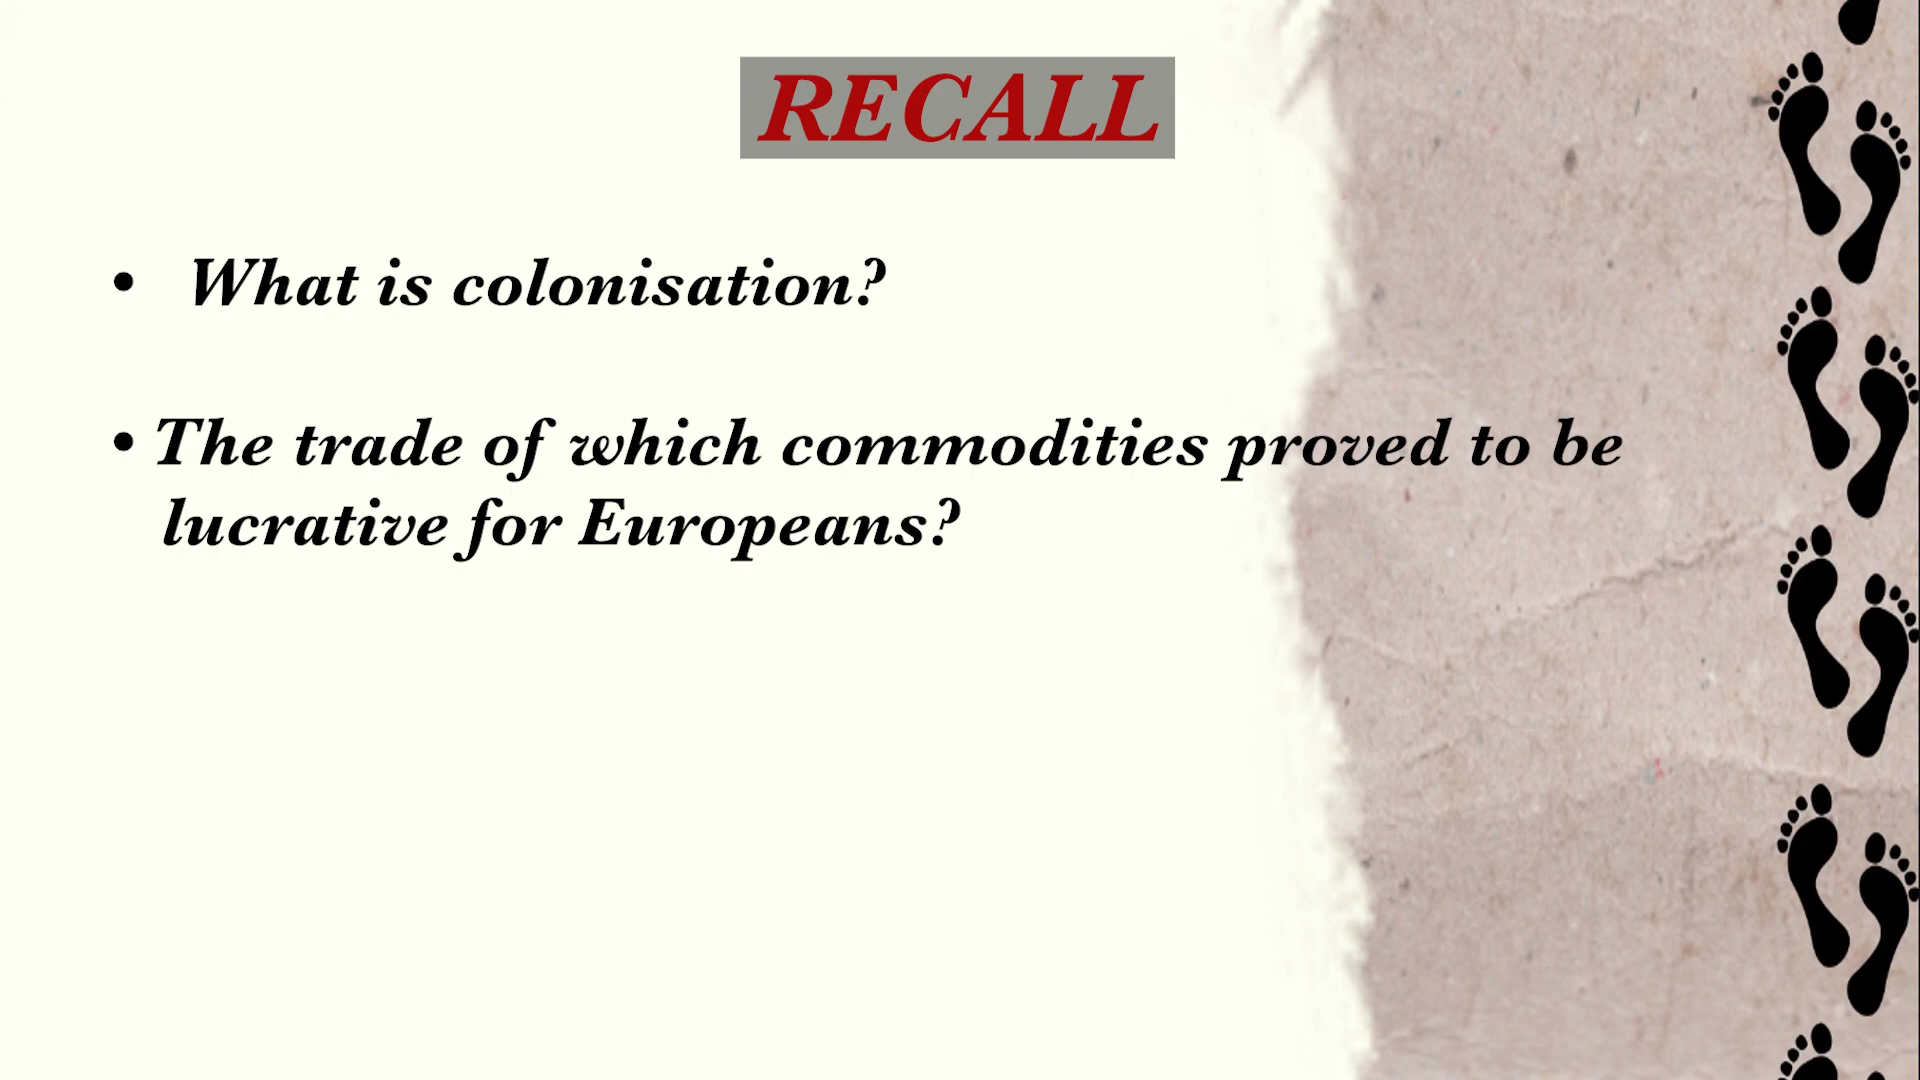 RECALL
• What is colonisation?
• The trade of which commodities proved to be
lucrative for Europeans?